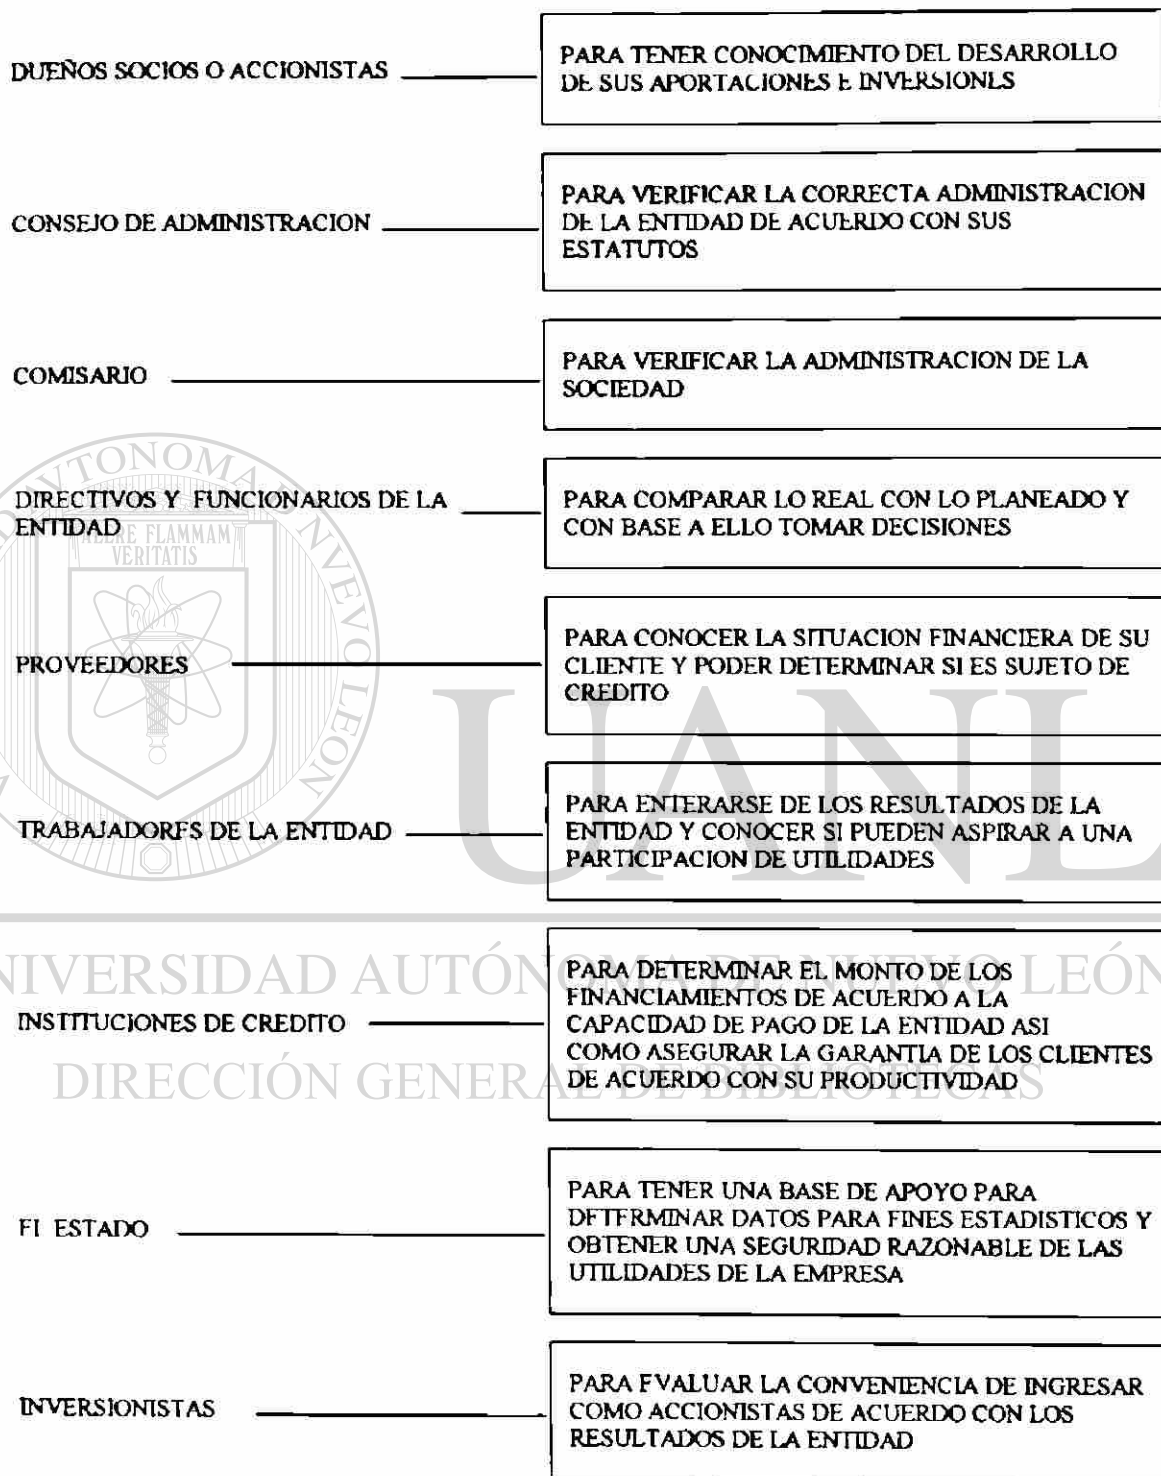 DUEÑOS SOCIOS O ACCIONISTAS
PARA TENER CONOCIMIENTO DEL DESARROLLO
DE SUS APORTACIONES E INVERSIONES
CONSEJO DE ADMINISTRACION
PARA VERIFICAR LA CORRECTA ADMINISTRACION
DE LA ENTIDAD DE ACUERDO CON SUS
ESTATUTOS
COMISARIO
PARA VERIFICAR LA ADMINISTRACION DE LA
SOCIEDAD
DIRECTIVOS Y FUNCIONARIOS DE LA
ENTIDAD
PARA COMPARAR LO REAL CON LO PLANEADO Y
CON BASE A ELLO TOMAR DECISIONES
PROVEEDORES
PARA CONOCER LA SITUACION FINANCIERA DE SU
CLIENTE Y PODER DETERMINAR SI ES SUJETO DE
CREDITO
TRABAJADORES DE LA ENTIDAD
PARA ENTERARSE DE LOS RESULTADOS DE LA
ENTIDAD Y CONOCER SI PUEDEN ASPIRAR A UNA
PARTICIPACION DE UTILIDADES
INSTITUCIONES DE CREDITO
PARA DETERMINAR EL MONTO DE LOS
FINANCIAMIENTOS DE ACUERDO A LA
CAPACIDAD DE PAGO DE LA ENTIDAD ASI
COMO ASEGURAR LA GARANTIA DE LOS CLIENTES
DE ACUERDO CON SU PRODUCTIVIDAD
EL ESTADO
PARA TENER UNA BASE DE APOYO PARA
DETERMINAR DATOS PARA FINES ESTADISTICOS Y
OBTENER UNA SEGURIDAD RAZONABLE DE LAS
UTILIDADES DE LA EMPRESA
INVERSIONISTAS
PARA EVALUAR LA CONVENIENCIA DE INGRESAR
COMO ACCIONISTAS DE ACUERDO CON LOS
RESULTADOS DE LA ENTIDAD
AUTONOMA DE NUEVO LEON
ALERE FLAMMAM
VERITATIS
UANL
UNIVERSIDAD AUTÓNOMA DE NUEVO LEÓN
DIRECCIÓN GENERAL DE BIBLIOTECAS